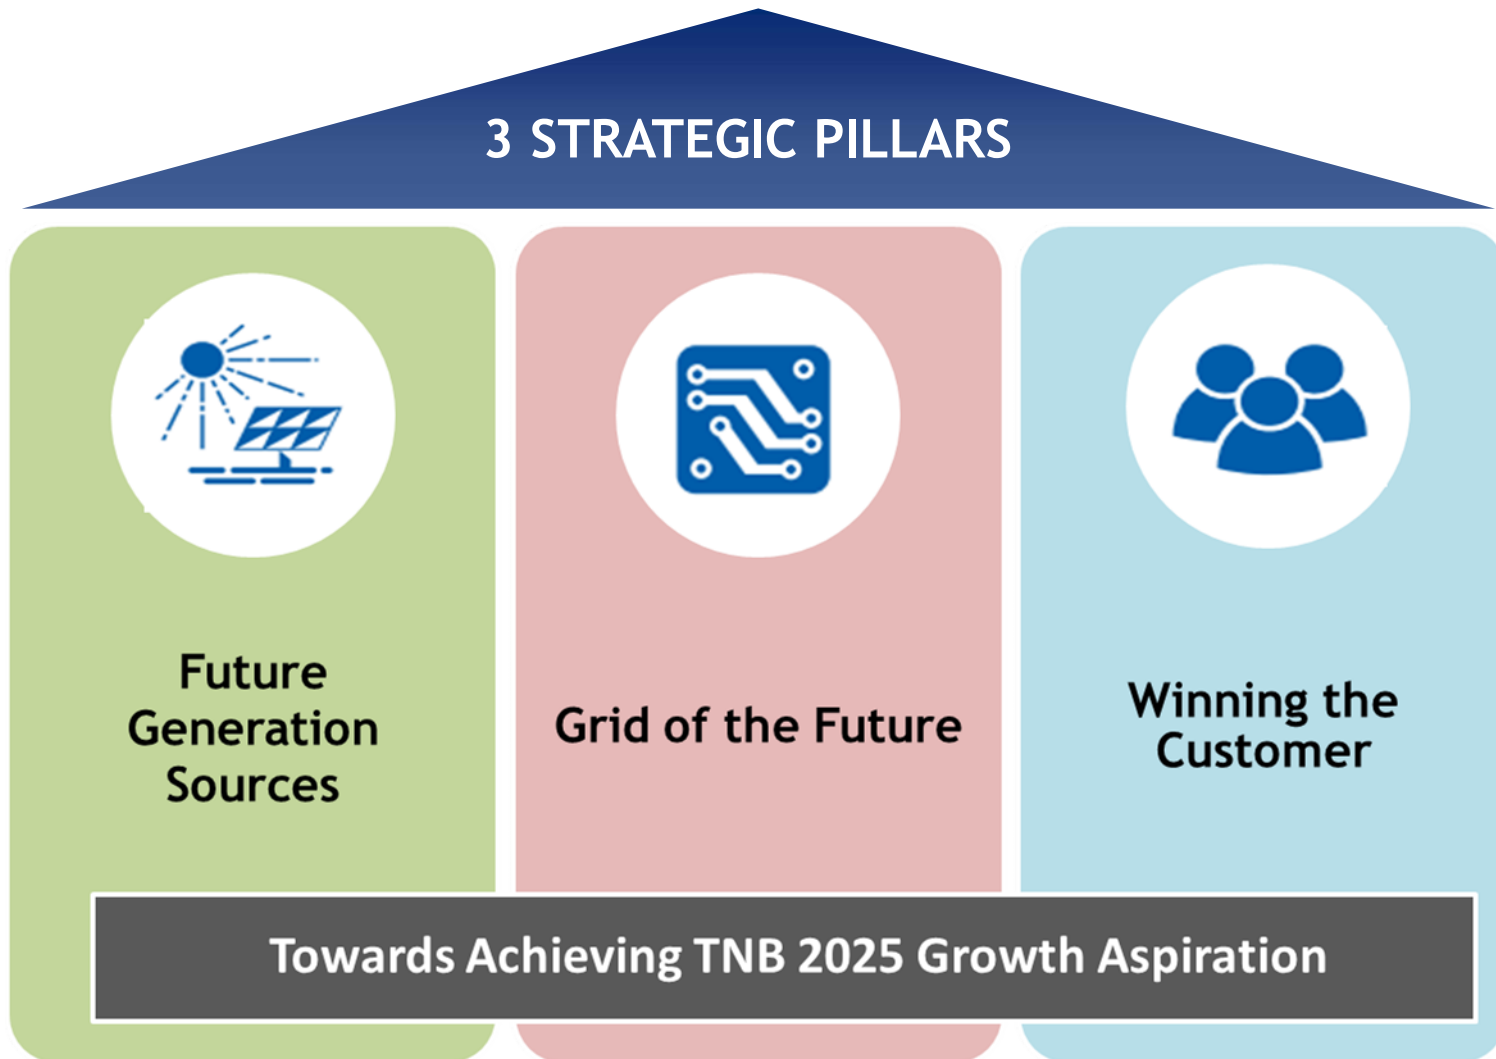 3 STRATEGIC PILLARS
Future
Generation
Sources
Grid of the Future
Winning the
Customer
Towards Achieving TNB 2025 Growth Aspiration